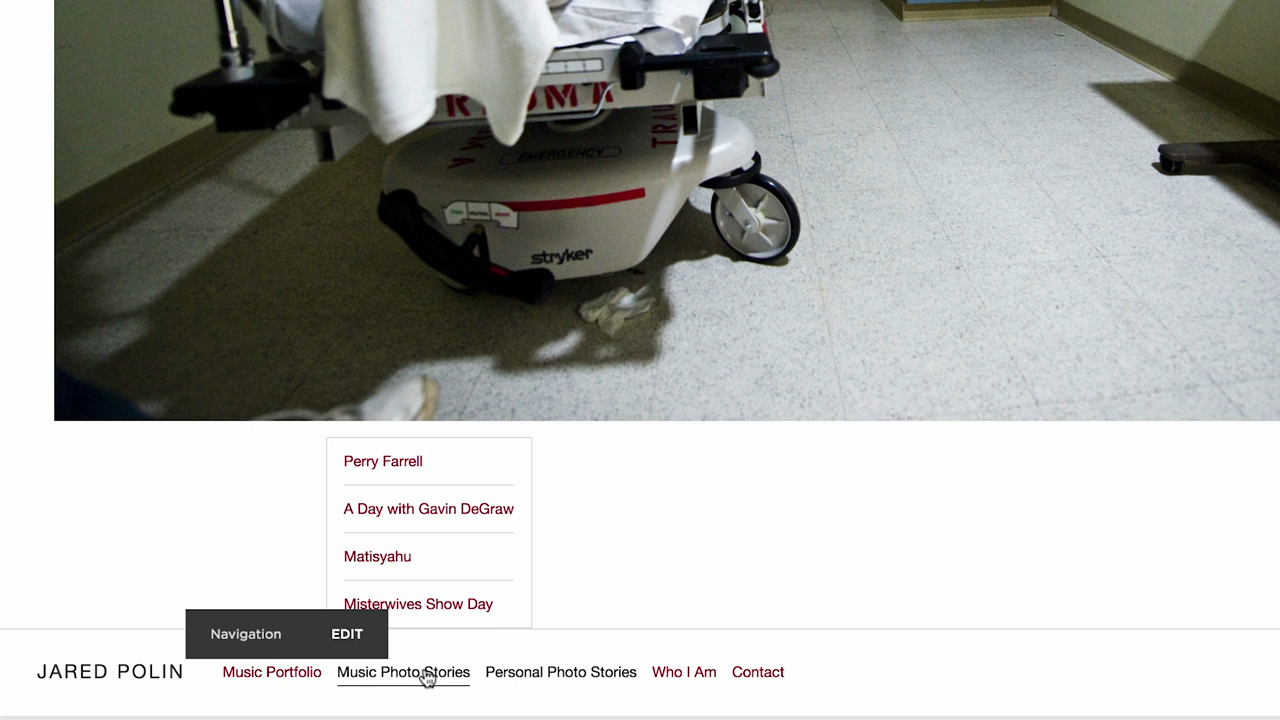 TRAUMA
EMERGENCY
stryker
Perry Farrell
A Day with Gavin DeGraw
Matisyahu
Misterwives Show Day
Navigation EDIT
JARED POLIN Music Portfolio Music Photo Stories Personal Photo Stories Who I Am Contact